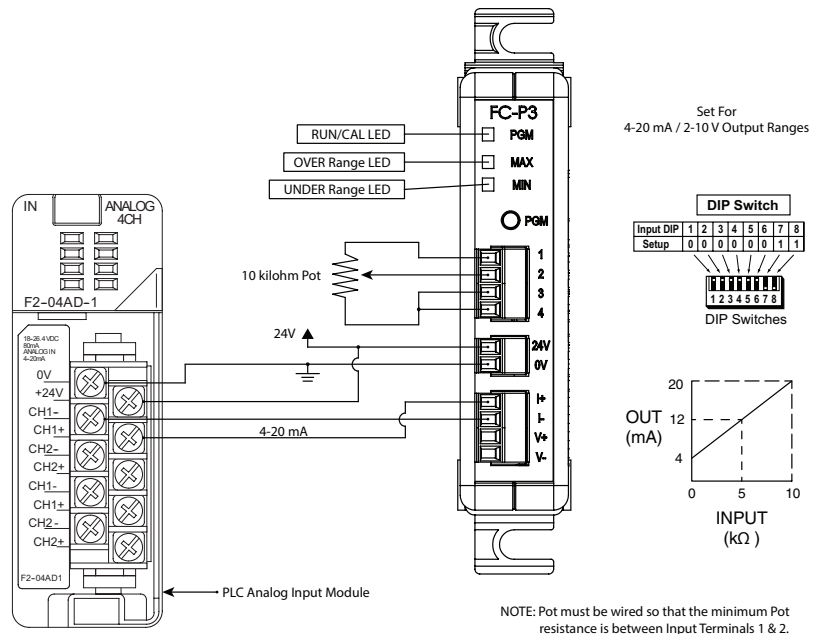 FC-P3
PGM
MAX
MIN
PGM
1
2
3
4
24V
0V
I+
I-
V+
V-
RUN/CAL LED
OVER Range LED
UNDER Range LED
10 kilohm Pot
24V
4-20 mA
IN
ANALOG
4CH
F2-04AD-1
18-26.4 VDC
80mA
ANALOG IN
4-20mA
0V
+24V
CH1-
CH1+
CH2-
CH2+
CH1-
CH1+
CH2-
CH2+
F2-04AD1
PLC Analog Input Module
Set For
4-20 mA / 2-10 V Output Ranges
DIP Switch
Input DIP 1 2 3 4 5 6 7 8
Setup 0 0 0 0 0 0 1 1
1 2 3 4 5 6 7 8
DIP Switches
20
OUT
(mA)
12
4
0 5 10
INPUT
(kΩ )
NOTE: Pot must be wired so that the minimum Pot
resistance is between Input Terminals 1 & 2.